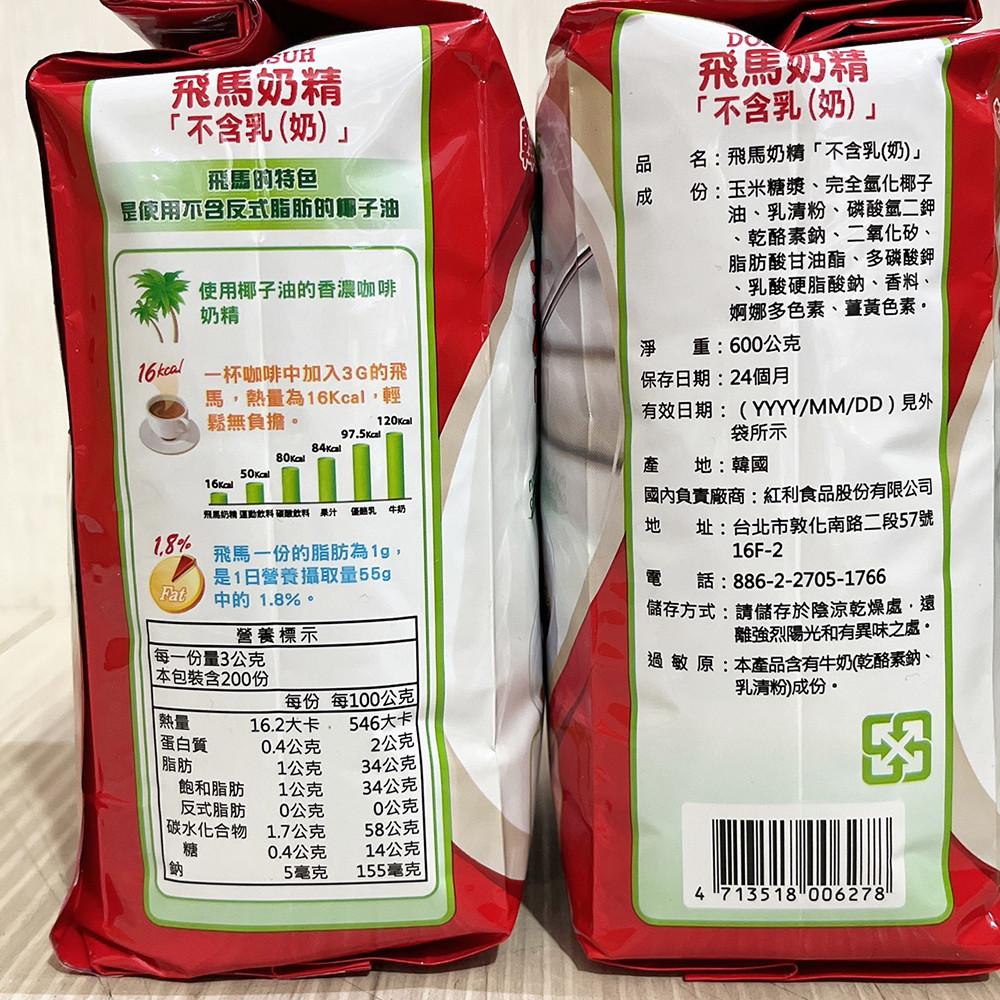 SUH
飛馬奶精
「不含乳(奶)」
飛馬的特色
是使用不含反式脂肪的椰子油
使用椰子油的香濃咖啡
奶精
16kcal
一杯咖啡中加入3G的飛
馬，熱量為16Kcal，輕
鬆無負擔。
16Kcal 50Kcal 80Kcal 84Kcal 97.5Kcal 120Kcal
飛馬奶精 運動飲料 碳酸飲料 果汁 優酪乳 牛奶
1.8%
Fat
飛馬一份的脂肪為1g，
是1日營養攝取量55g
中的 1.8%。
營養標示
每一份量3公克
本包裝含200份
每份 每100公克
熱量 16.2大卡 546大卡
蛋白質 0.4公克 2公克
脂肪 1公克 34公克
飽和脂肪 1公克 34公克
反式脂肪 0公克 0公克
碳水化合物 1.7公克 58公克
糖 0.4公克 14公克
鈉 5毫克 155毫克
飛馬奶精
「不含乳(奶)」
品名：飛馬奶精「不含乳(奶)」
成份：玉米糖漿、完全氫化椰子
油、乳清粉、磷酸氫二鉀
、乾酪素鈉、二氧化矽、
脂肪酸甘油酯、多磷酸鉀
、乳酸硬脂酸鈉、香料、
婀娜多色素、薑黃色素。
淨重：600公克
保存日期：24個月
有效日期：(YYYY/MM/DD)見外
袋所示
產地：韓國
國內負責廠商：紅利食品股份有限公司
地址：台北市敦化南路二段57號
16F-2
電話：886-2-2705-1766
儲存方式：請儲存於陰涼乾燥處，遠
離強烈陽光和有異味之處。
過敏原：本產品含有牛奶(乾酪素鈉、
乳清粉)成份。
4 713518 006278